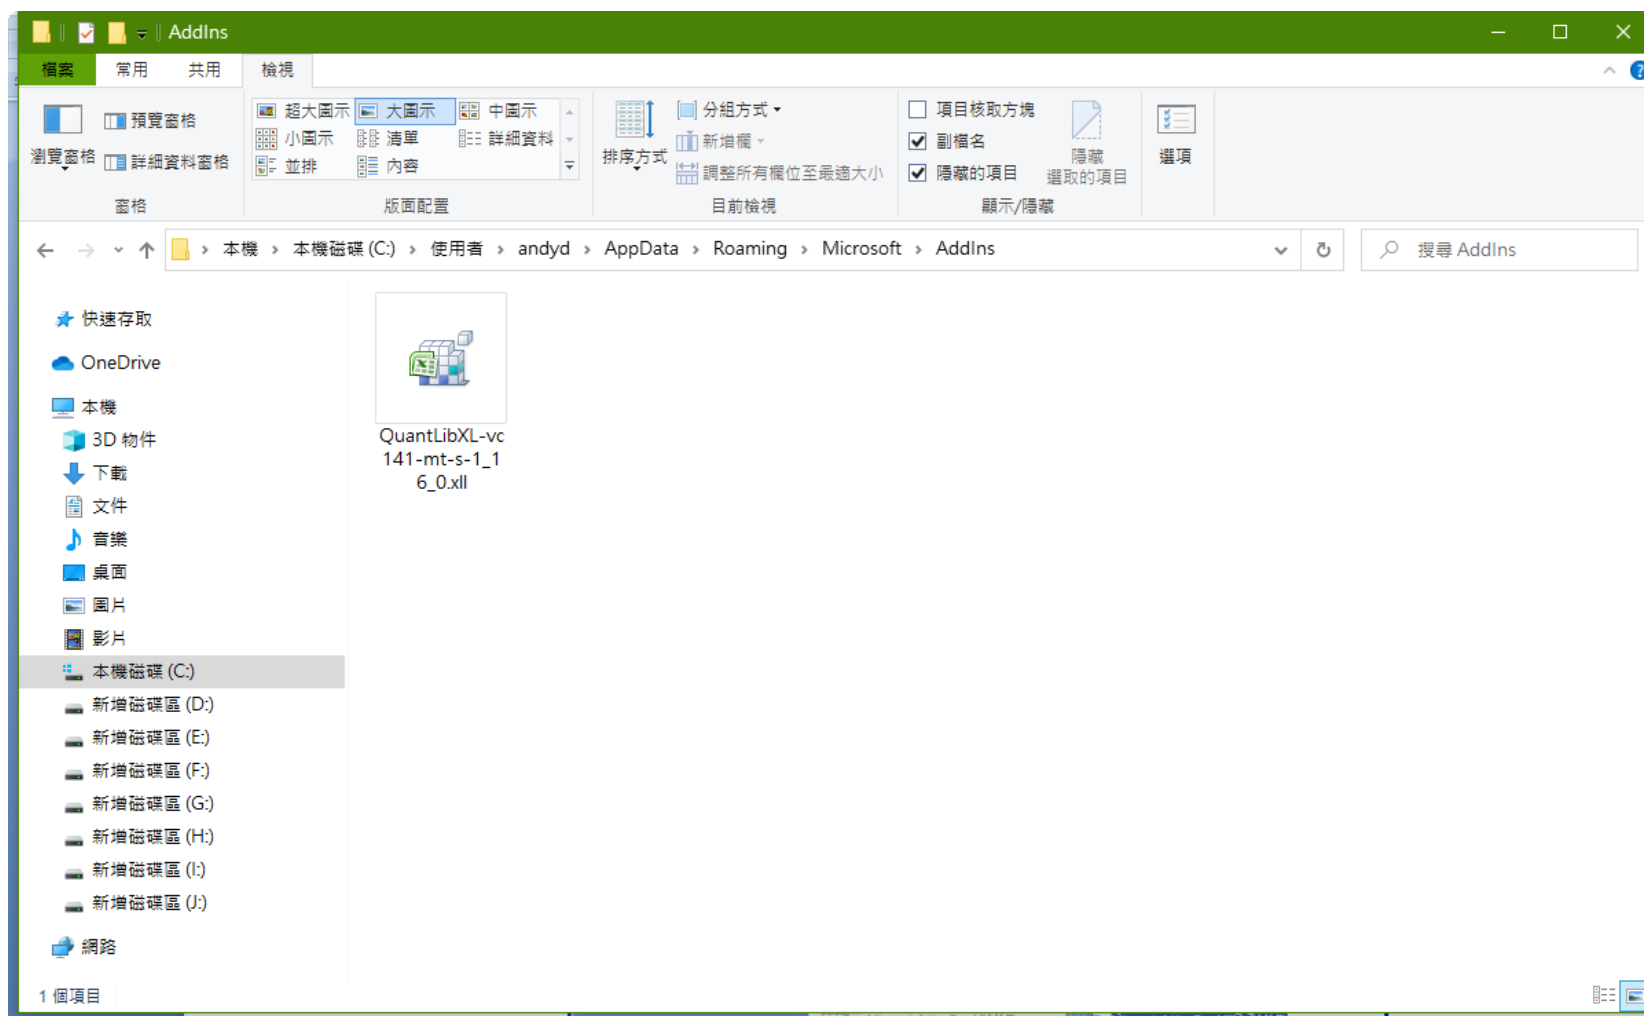 AddIns
檔案 常用 共用 檢視
瀏覽窗格 預覽窗格 詳細資料窗格
窗格
超大圖示 大圖示 中圖示
小圖示 清單 詳細資料
並排 內容
版面配置
排序方式
分組方式
新增欄
調整所有欄位至最適大小
目前檢視
項目核取方塊
副檔名
隱藏的項目
隱藏
選取的項目
顯示/隱藏
選項
本機 本機磁碟 (C:) 使用者 andyd AppData Roaming Microsoft AddIns
搜尋 AddIns
快速存取
OneDrive
本機
3D 物件
下載
文件
音樂
桌面
圖片
影片
本機磁碟 (C:)
新增磁碟區 (D:)
新增磁碟區 (E:)
新增磁碟區 (F:)
新增磁碟區 (G:)
新增磁碟區 (H:)
新增磁碟區 (I:)
新增磁碟區 (J:)
網路
QuantLibXL-vc
141-mt-s-1_1
6_0.xll
1 個項目